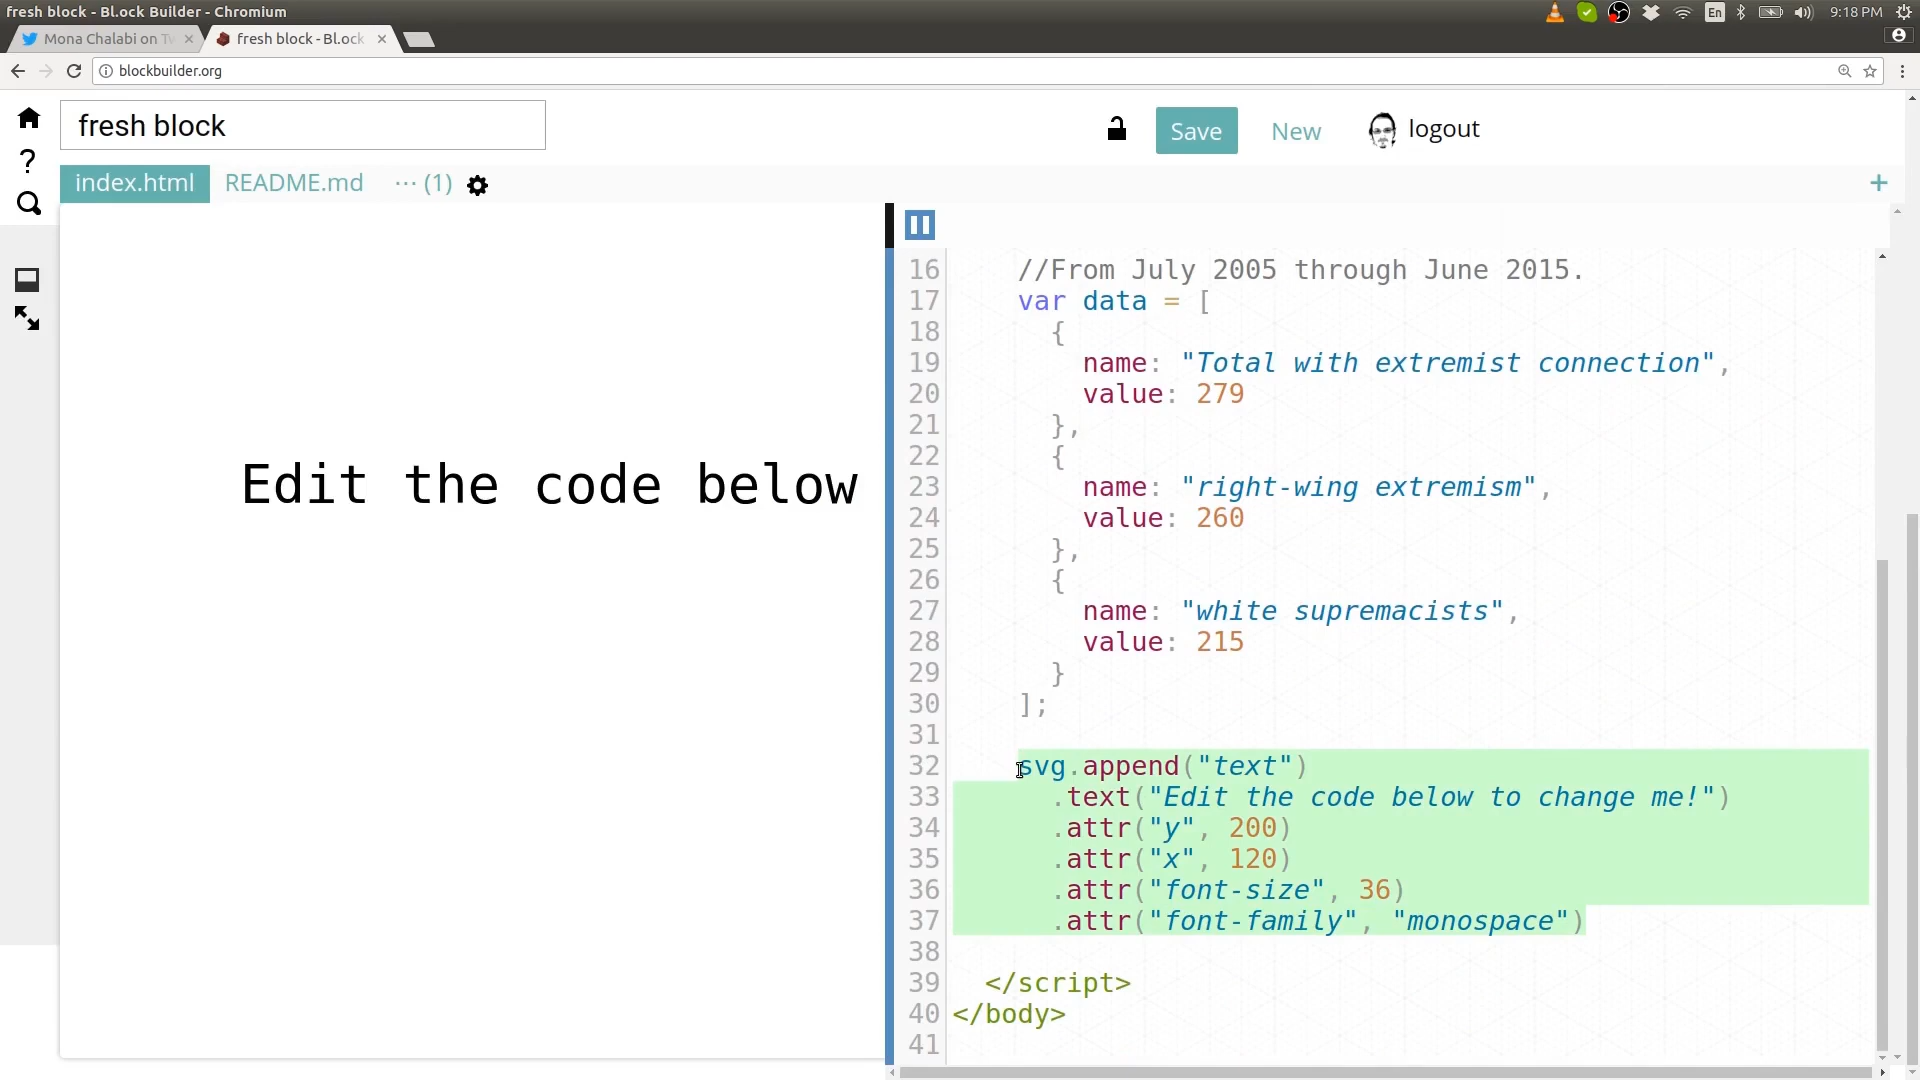 fresh block - Bl.ock Builder - Chromium
En
9:18 PM
Mona Chalabi on Tw
fresh block - Bl.ock
blockbuilder.org
fresh block
Save
New
logout
?
index.html
README.md
··· (1)
+
16 //From July 2005 through June 2015.
17 var data = [
18 {
19 name: "Total with extremist connection",
20 value: 279
21 },
22 {
23 name: "right-wing extremism",
24 value: 260
25 },
26 {
27 name: "white supremacists",
28 value: 215
29 }
30 ];
31
32 svg.append("text")
33 .text("Edit the code below to change me!")
34 .attr("y", 200)
35 .attr("x", 120)
36 .attr("font-size", 36)
37 .attr("font-family", "monospace")
38
39 </script>
40 </body>
41
Edit the code below